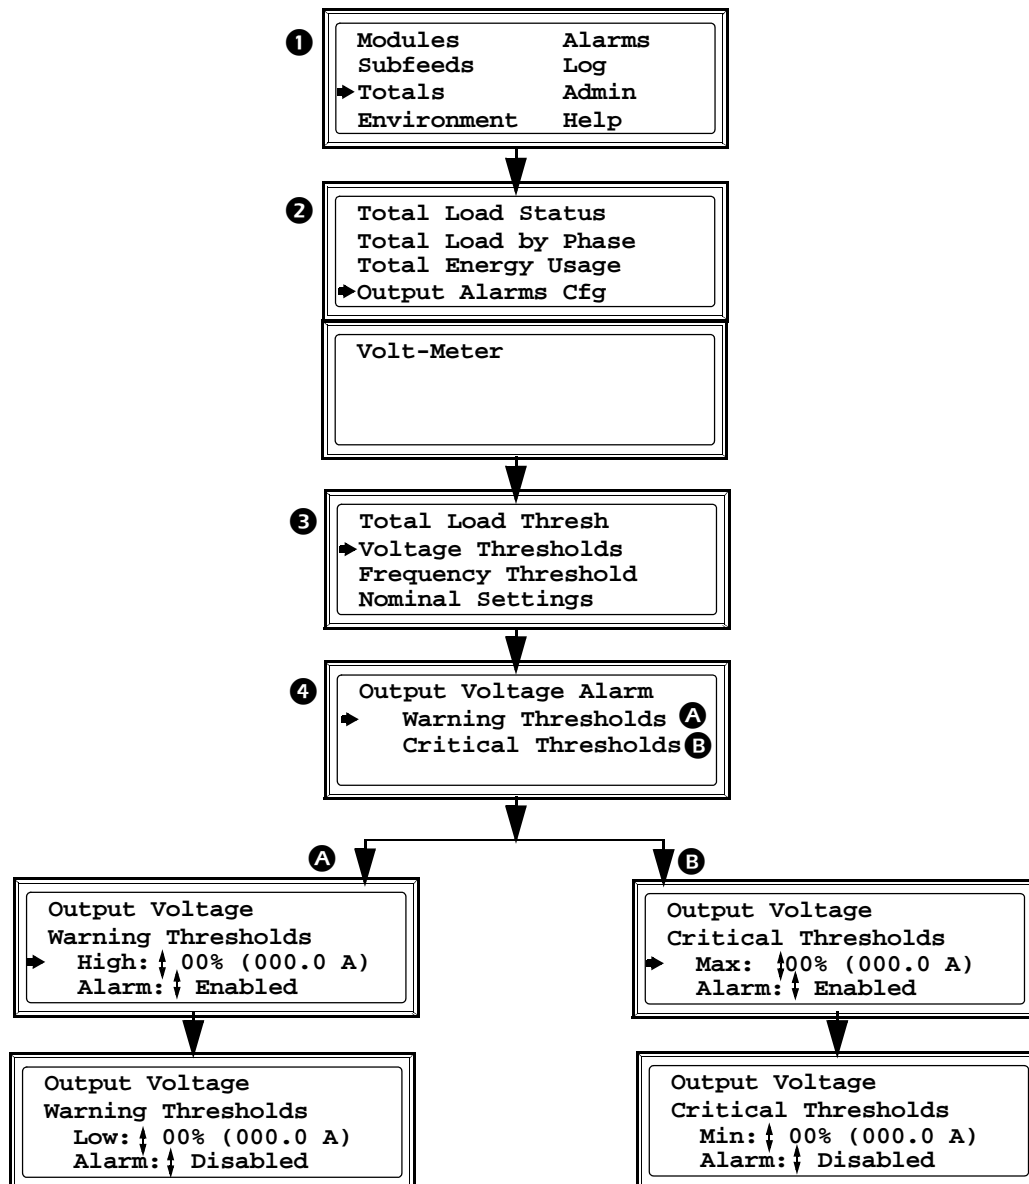 ❶
Modules Alarms
Subfeeds Log
Totals Admin
Environment Help
❷
Total Load Status
Total Load by Phase
Total Energy Usage
Output Alarms Cfg
Volt-Meter
❸
Total Load Thresh
Voltage Thresholds
Frequency Threshold
Nominal Settings
❹
Output Voltage Alarm
Warning Thresholds A
Critical Thresholds B
A
Output Voltage
Warning Thresholds
High: 00% (000.0 A)
Alarm: Enabled
Output Voltage
Warning Thresholds
Low: 00% (000.0 A)
Alarm: Disabled
B
Output Voltage
Critical Thresholds
Max: 00% (000.0 A)
Alarm: Enabled
Output Voltage
Critical Thresholds
Min: 00% (000.0 A)
Alarm: Disabled